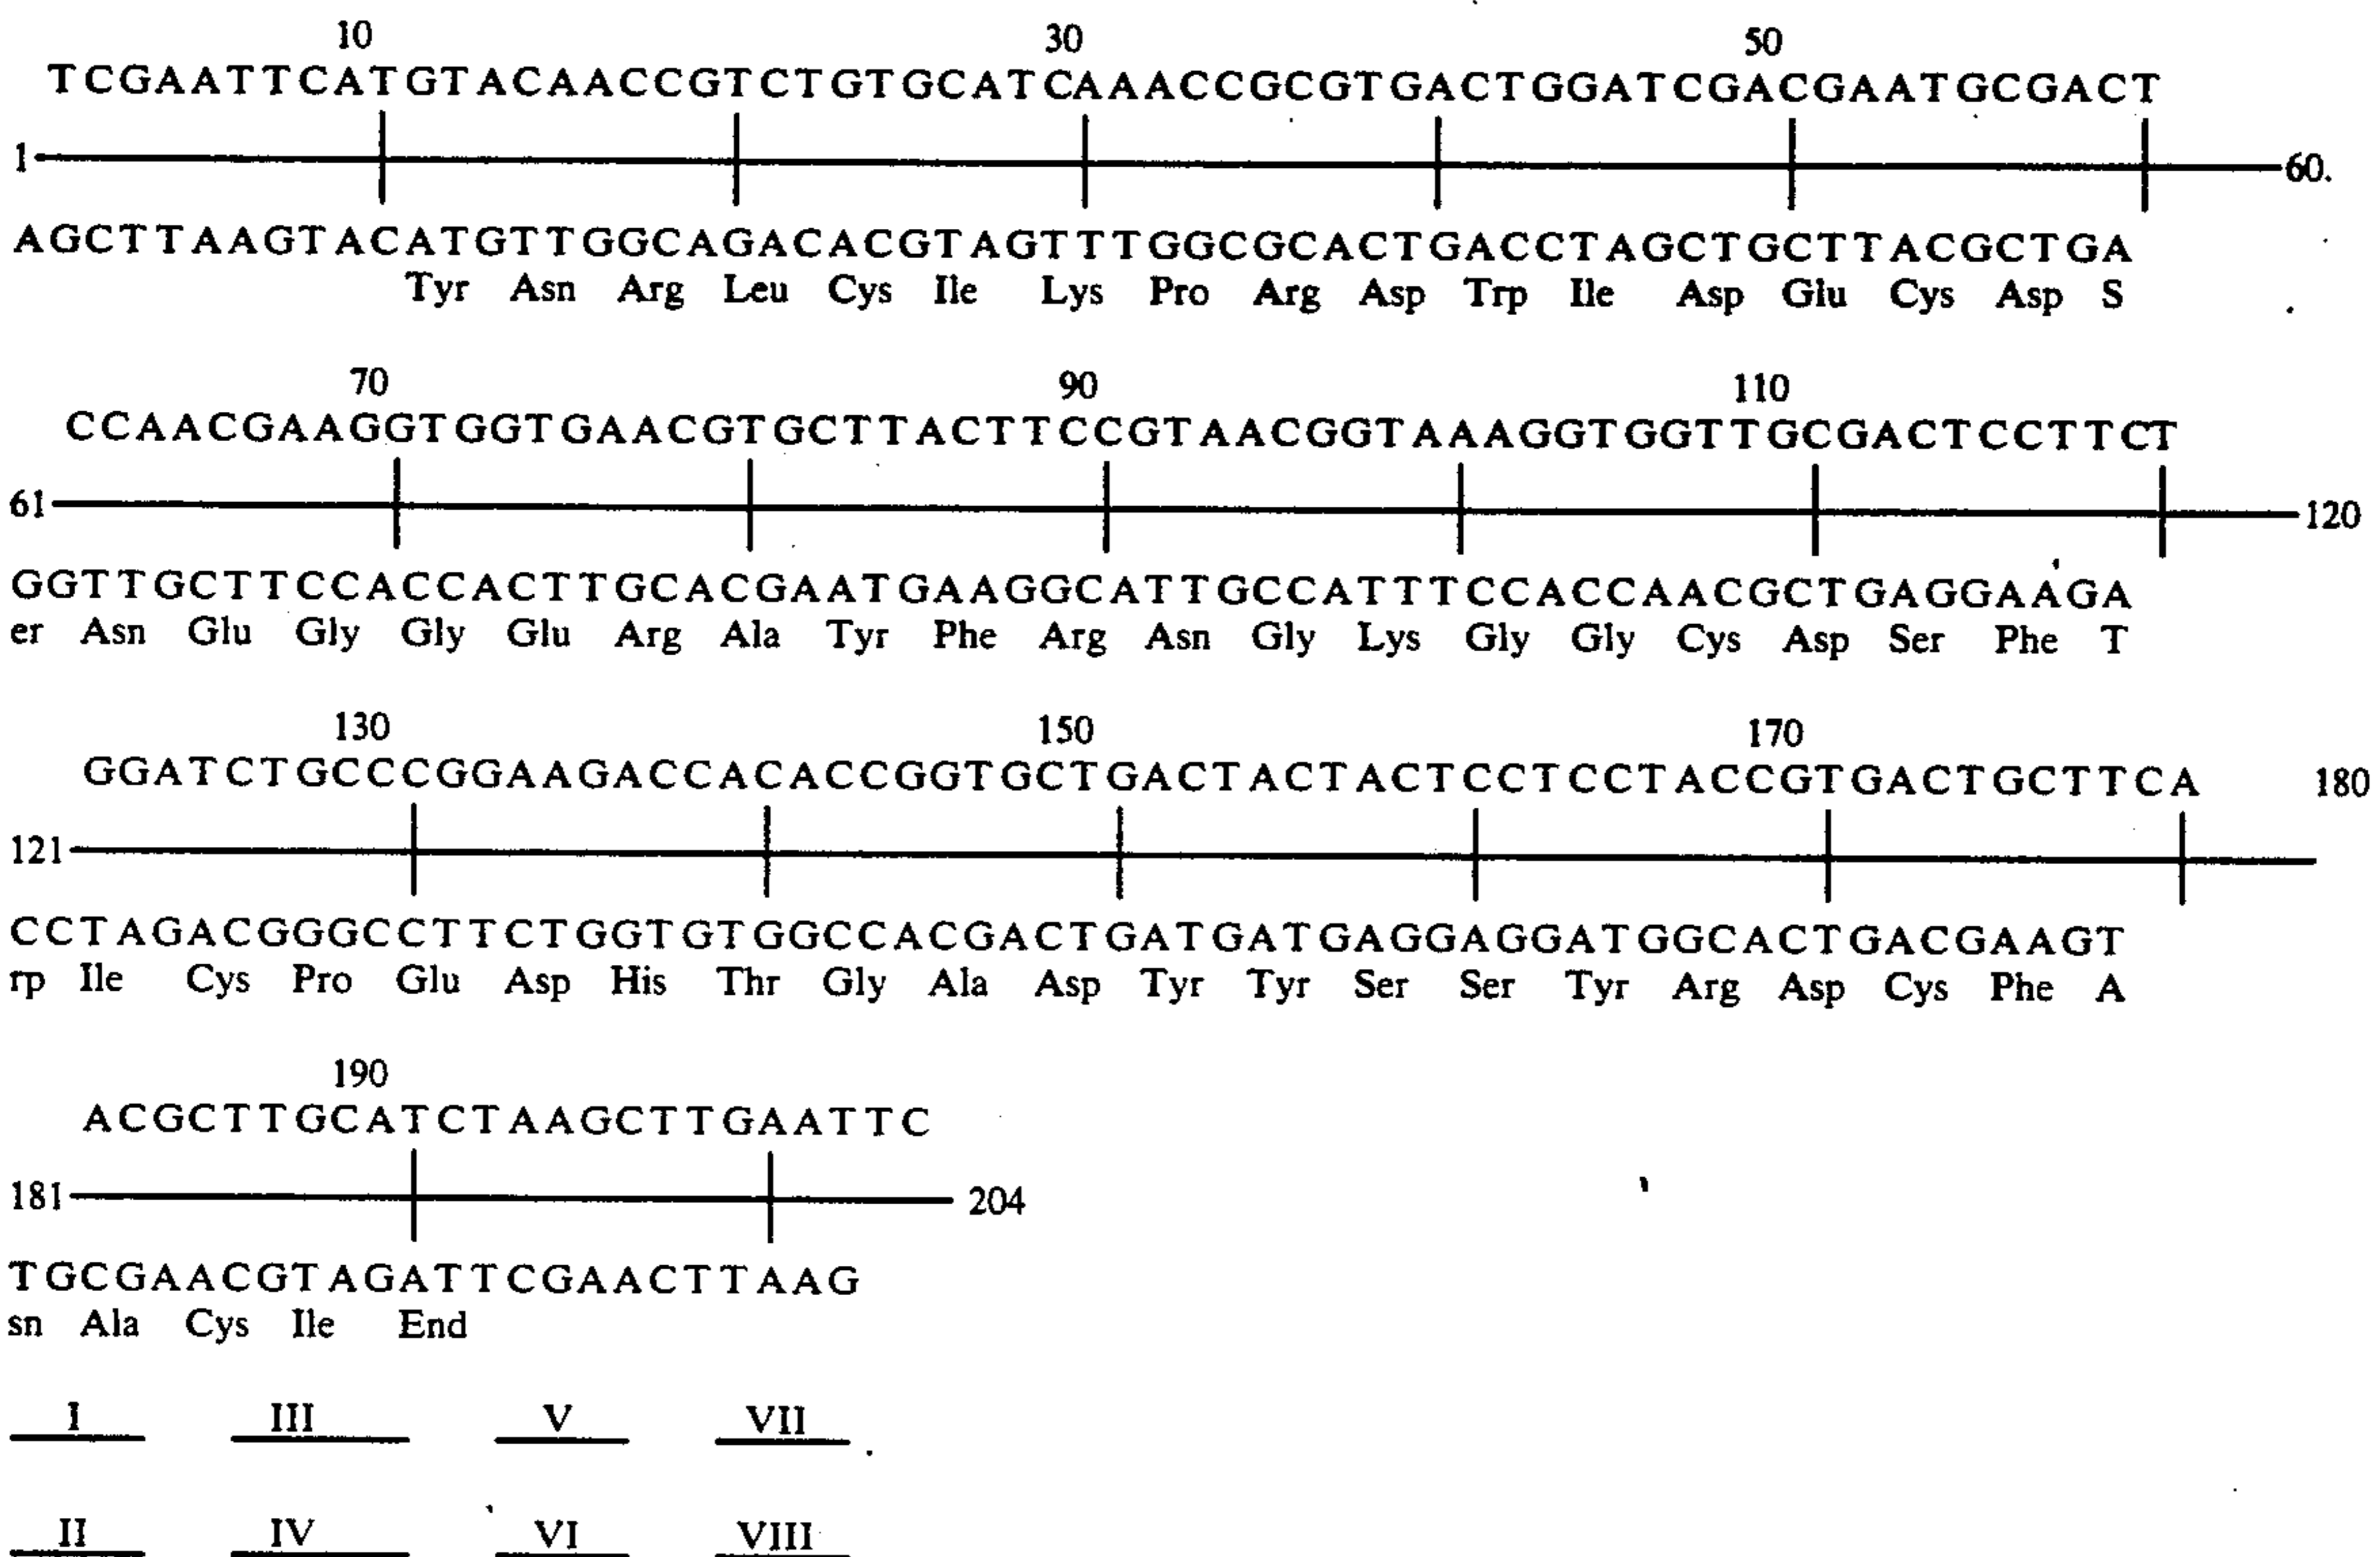 10 30 50
TCGAATTCATGTACAACCGTCTGTGCATCAAACCGCGTGACTGGATCGACGAATGCGACT
1 60.
AGCTTAAGTACATGTTGGCAGACACGTAGTTTGGCGCACTGACCTAGCTGCTTACGCTGA
Tyr Asn Arg Leu Cys Ile Lys Pro Arg Asp Trp Ile Asp Glu Cys Asp S
70 90 110
CCAACGAAGGTGGTGAACGTGCTTACTTCCGTAACGGTAAAGGTGGTTGCGACTCCTTCT
61 120
GGTTGCTTCCACCACTTGCACGAATGAAGGCATTGCCATTTCCACCAACGCTGAGGAAGA
er Asn Glu Gly Gly Glu Arg Ala Tyr Phe Arg Asn Gly Lys Gly Gly Cys Asp Ser Phe T
130 150 170
GGATCTGCCCGGAAGACCACACCGGTGCTGACTACTACTCCTCCTACCGTGACTGCTTCA 180
121
CCTAGACGGGCCTTCTGGTGTGGCCACGACTGATGATGAGGAGGATGGCACTGACGAAGT
rp Ile Cys Pro Glu Asp His Thr Gly Ala Asp Tyr Tyr Ser Ser Tyr Arg Asp Cys Phe A
190
ACGCTTGCATCTAAGCTTGAATTC
181 204
TGCGAACGTAGATTCGAACTTAAG
sn Ala Cys Ile End
I III V VII
II IV VI VIII